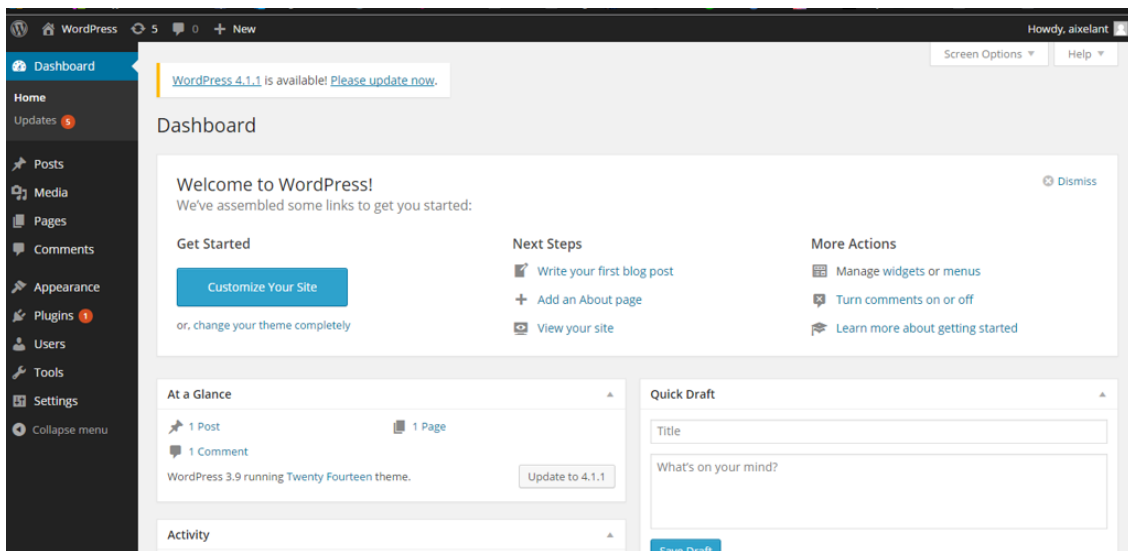 WordPress 5 0 New Howdy, aixelant
Dashboard Screen Options Help
Home
Updates 5
Posts
Media
Pages
Comments
Appearance
Plugins 1
Users
Tools
Settings
Collapse menu
WordPress 4.1.1 is available! Please update now.
Dashboard
Welcome to WordPress!
Dismiss
We've assembled some links to get you started:
Get Started
Customize Your Site
or, change your theme completely
Next Steps
Write your first blog post
Add an About page
View your site
More Actions
Manage widgets or menus
Turn comments on or off
Learn more about getting started
At a Glance
1 Post 1 Page
1 Comment
WordPress 3.9 running Twenty Fourteen theme. Update to 4.1.1
Activity
Quick Draft
Title
What's on your mind?
Save Draft